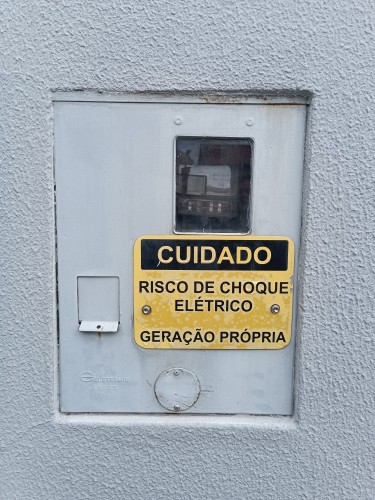 CUIDADO
RISCO DE CHOQUE
ELÉTRICO
GERAÇÃO PRÓPRIA